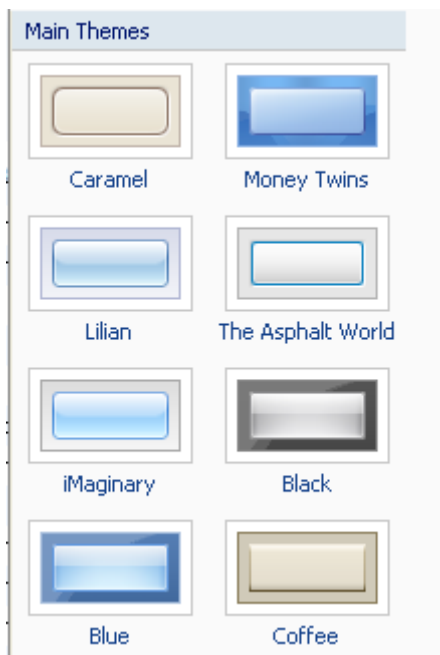 Main Themes
Caramel
Money Twins
Lilian
The Asphalt World
iMaginary
Black
Blue
Coffee